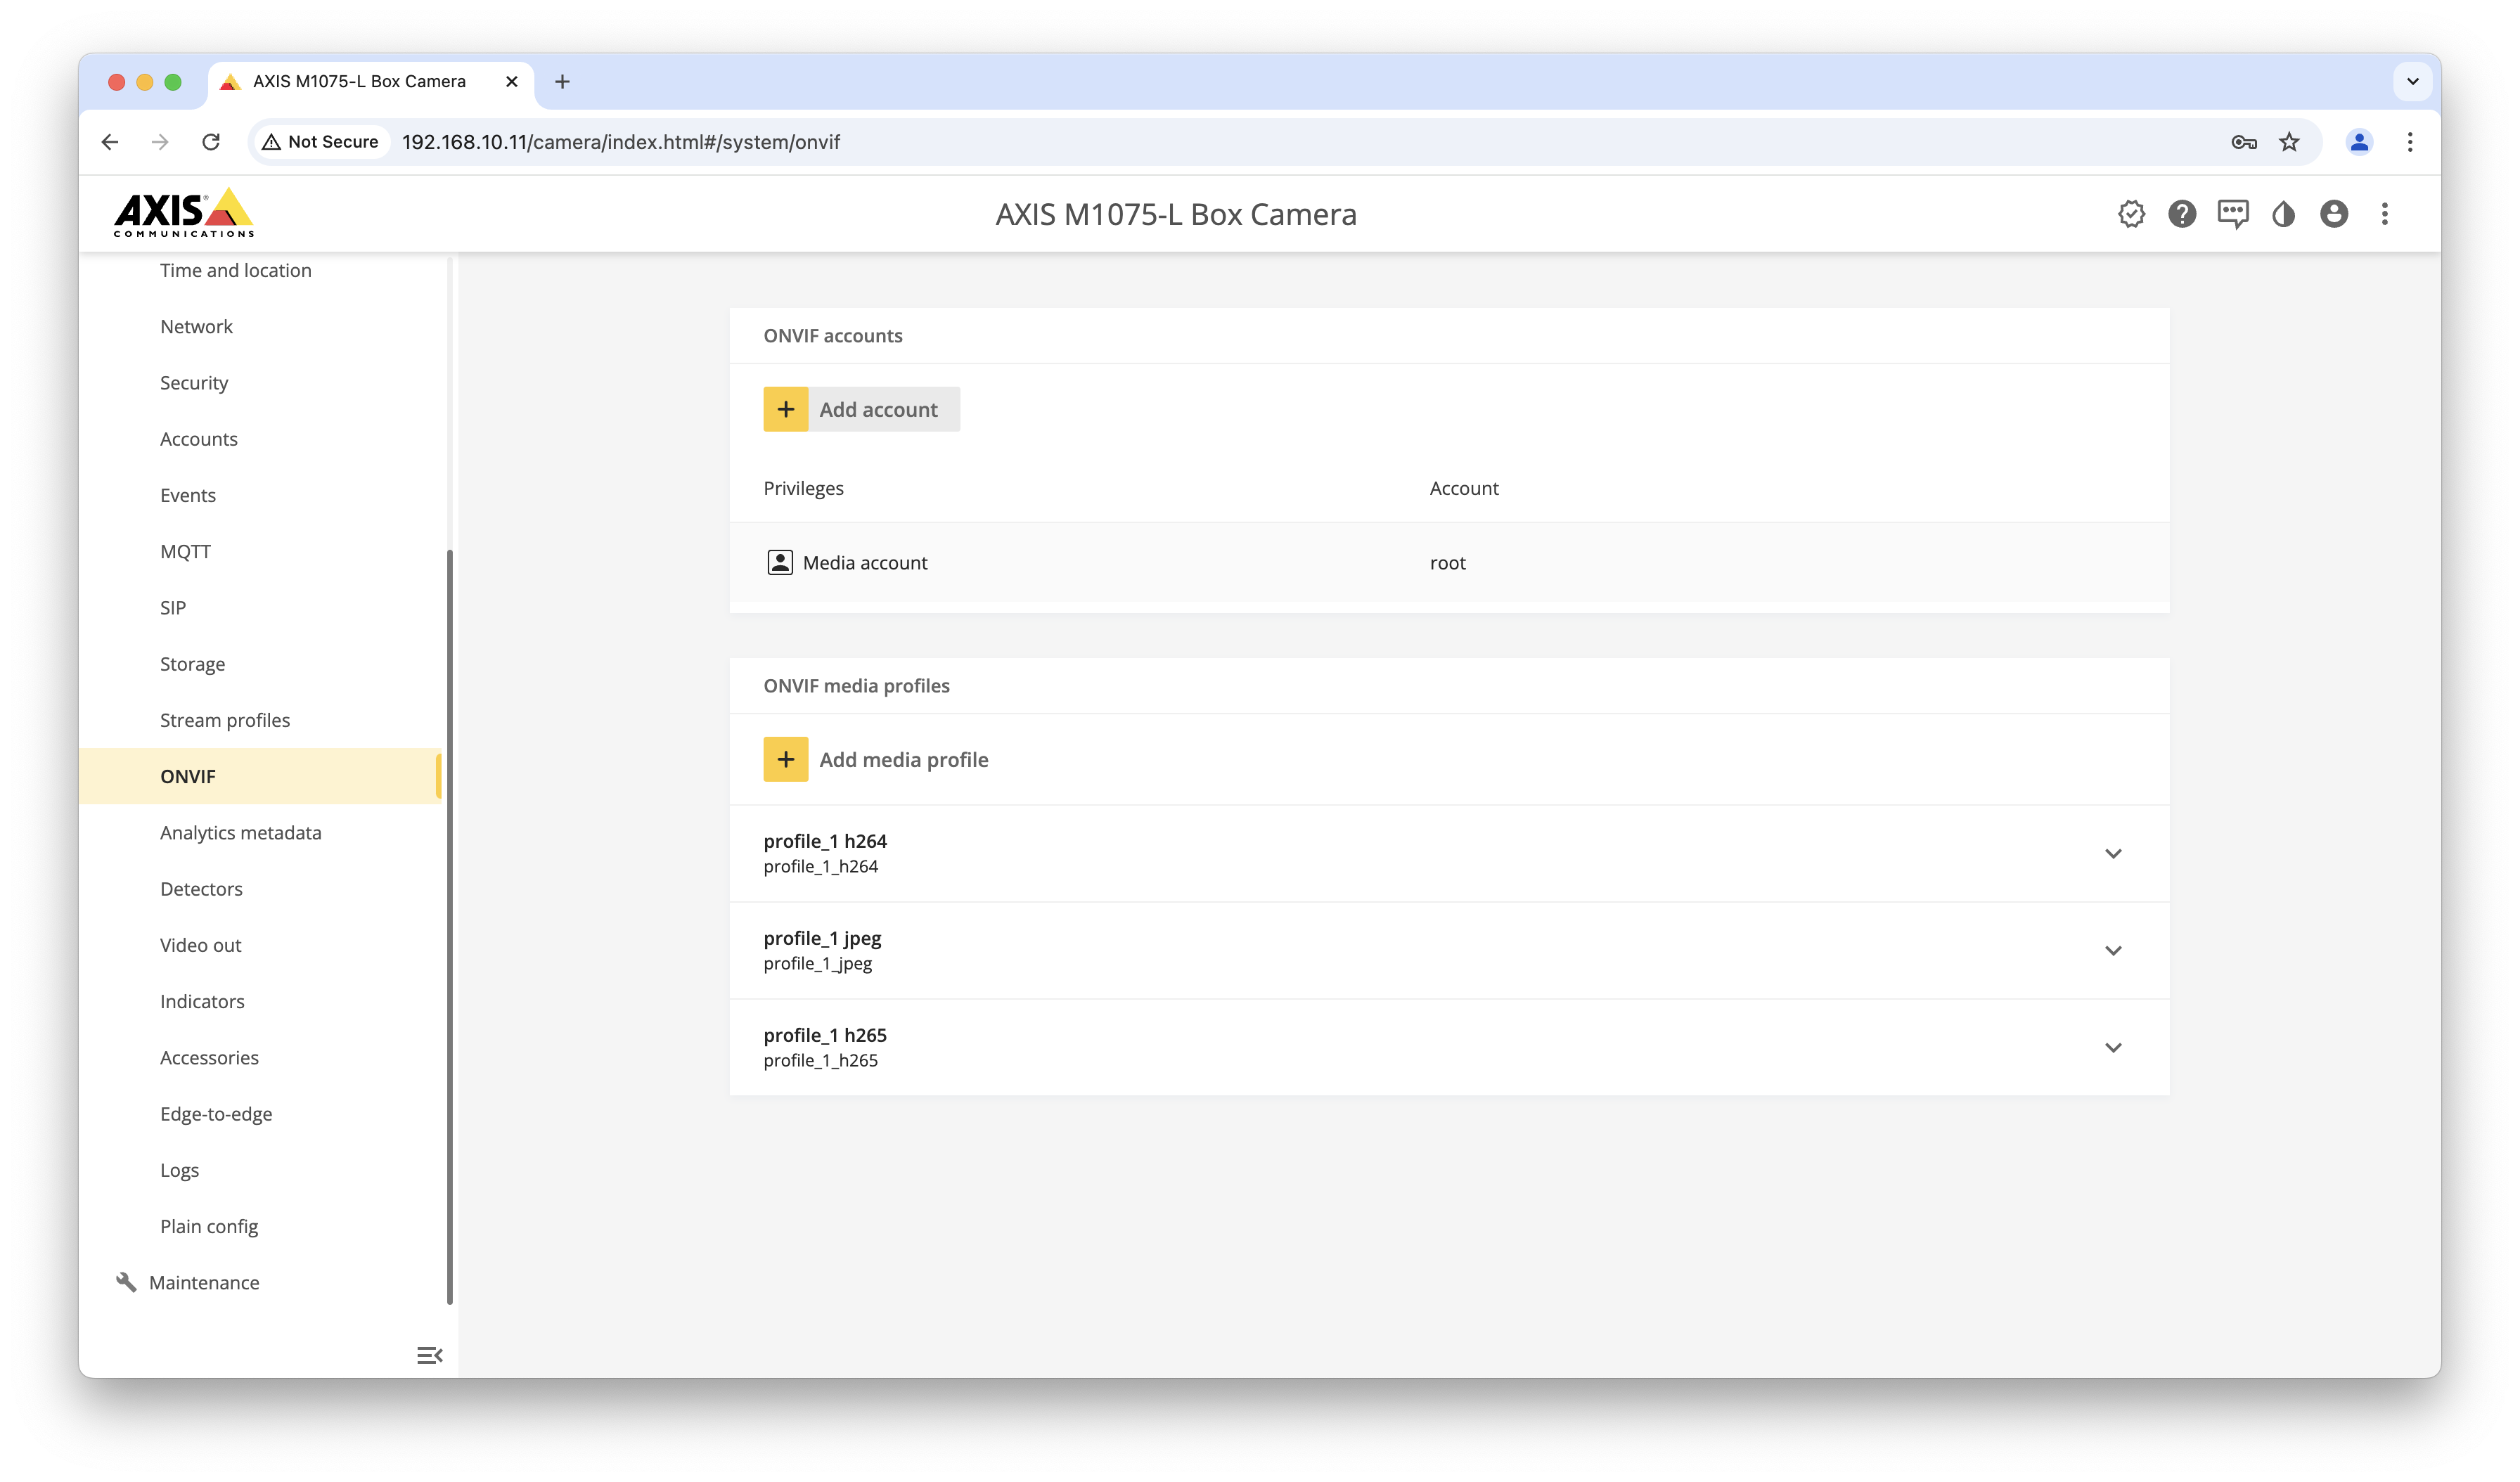 AXIS M1075-L Box Camera
Not Secure 192.168.10.11/camera/index.html#/system/onvif
AXIS
COMMUNICATIONS
AXIS M1075-L Box Camera
Time and location
Network
Security
Accounts
Events
MQTT
SIP
Storage
Stream profiles
ONVIF
Analytics metadata
Detectors
Video out
Indicators
Accessories
Edge-to-edge
Logs
Plain config
Maintenance
ONVIF accounts
Add account
Privileges Account
Media account root
ONVIF media profiles
Add media profile
profile_1 h264
profile_1_h264
profile_1 jpeg
profile_1_jpeg
profile_1 h265
profile_1_h265